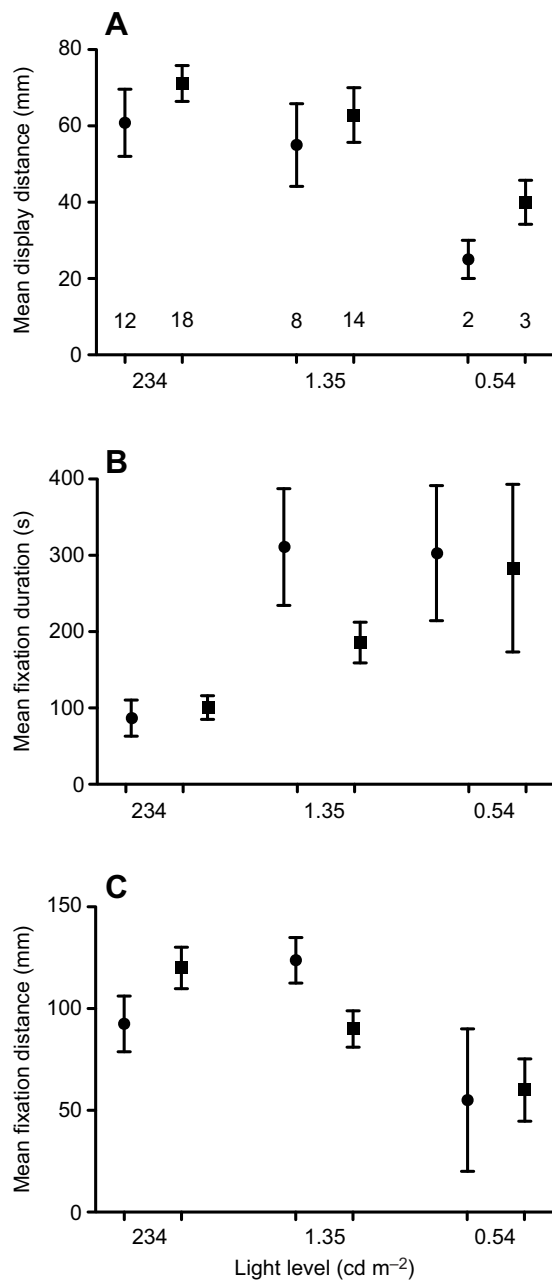 A
Mean display distance (mm)
80
60
40
20
0
12 18 8 14 2 3
234 1.35 0.54
B
Mean fixation duration (s)
400
300
200
100
0
234 1.35 0.54
C
Mean fixation distance (mm)
150
100
50
0
234 1.35 0.54
Light level (cd m⁻²)